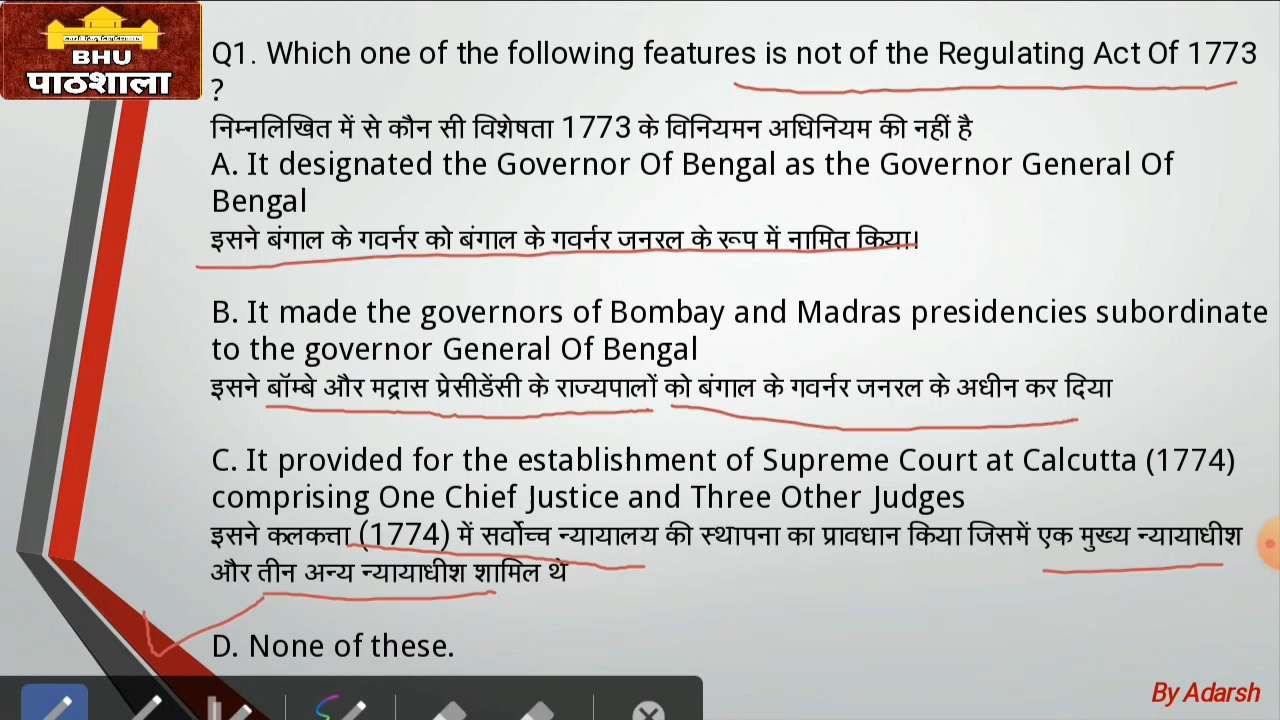 BHU
पाठशाला
Q1. Which one of the following features is not of the Regulating Act Of 1773
?
निम्नलिखित में से कौन सी विशेषता 1773 के विनियमन अधिनियम की नहीं है
A. It designated the Governor Of Bengal as the Governor General Of
Bengal
इसने बंगाल के गवर्नर को बंगाल के गवर्नर जनरल के रूप में नामित किया।
B. It made the governors of Bombay and Madras presidencies subordinate
to the governor General Of Bengal
इसने बॉम्बे और मद्रास प्रेसीडेंसी के राज्यपालों को बंगाल के गवर्नर जनरल के अधीन कर दिया
C. It provided for the establishment of Supreme Court at Calcutta (1774)
comprising One Chief Justice and Three Other Judges
इसने कलकत्ता (1774) में सर्वोच्च न्यायालय की स्थापना का प्रावधान किया जिसमें एक मुख्य न्यायाधीश
और तीन अन्य न्यायाधीश शामिल थे
D. None of these.
By Adarsh